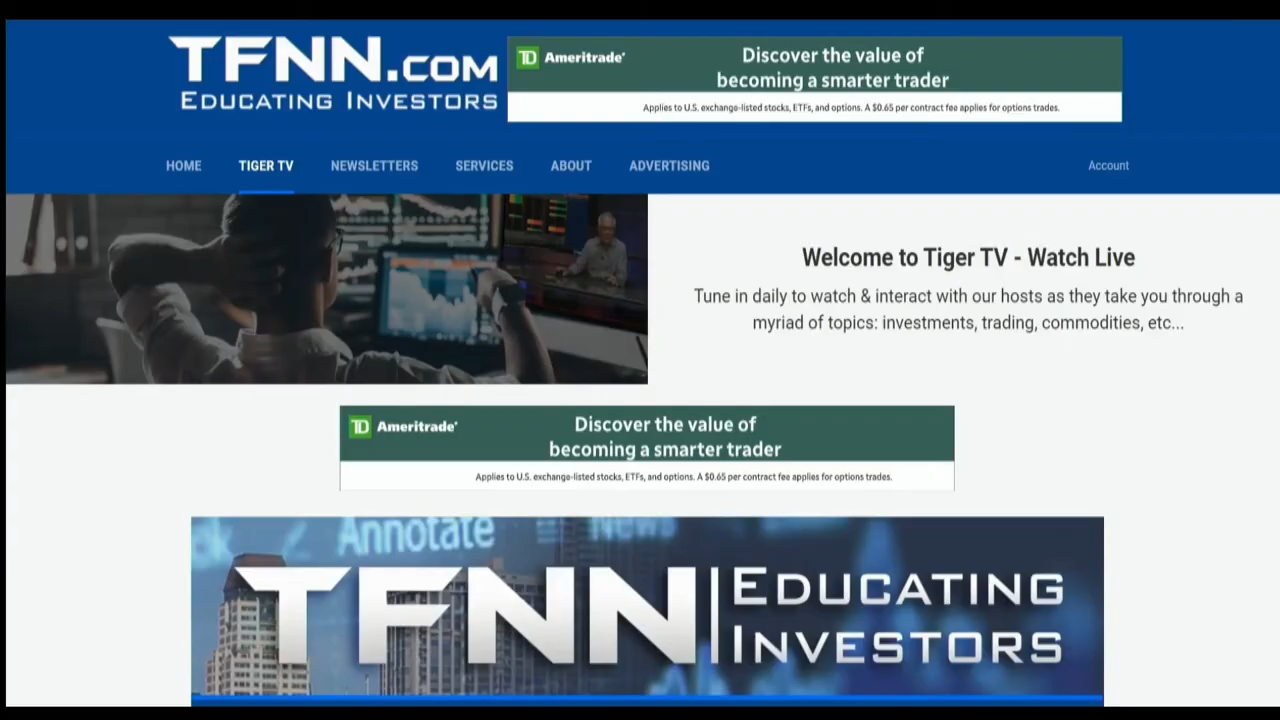 TFNN.COM
EDUCATING INVESTORS
TD Ameritrade
Discover the value of
becoming a smarter trader
Applies to U.S. exchange-listed stocks, ETFs, and options. A $0.65 per contract fee applies for options trades.
HOME TIGER TV NEWSLETTERS SERVICES ABOUT ADVERTISING Account
Welcome to Tiger TV - Watch Live
Tune in daily to watch & interact with our hosts as they take you through a
myriad of topics: investments, trading, commodities, etc...
TD Ameritrade
Discover the value of
becoming a smarter trader
Applies to U.S. exchange-listed stocks, ETFs, and options. A $0.65 per contract fee applies for options trades.
Annotate News
TFNN EDUCATING
INVESTORS